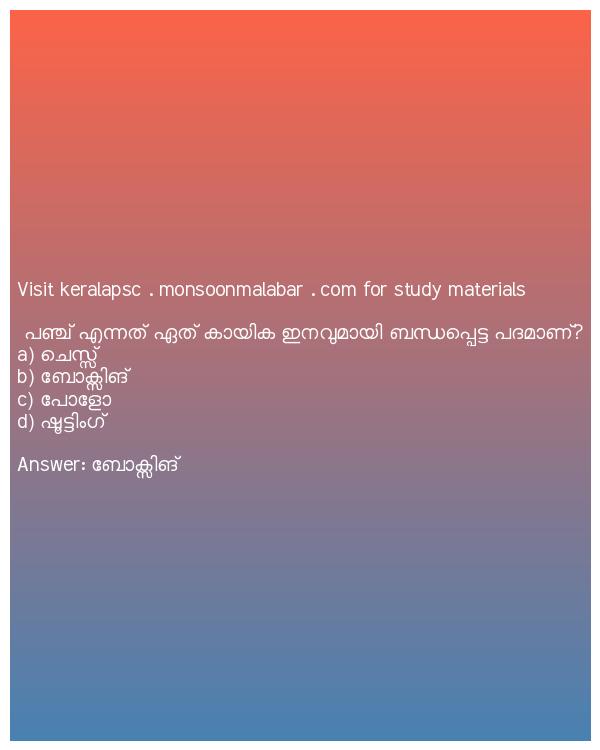 Visit keralapsc . monsoonmalabar . com for study materials
പഞ്ച് എന്നത് ഏത് കായിക ഇനവുമായി ബന്ധപ്പെട്ട പദമാണ്?
a) ചെസ്സ്
b) ബോക്സിങ്
c) പോളോ
d) ഷൂട്ടിംഗ്
Answer: ബോക്സിങ്